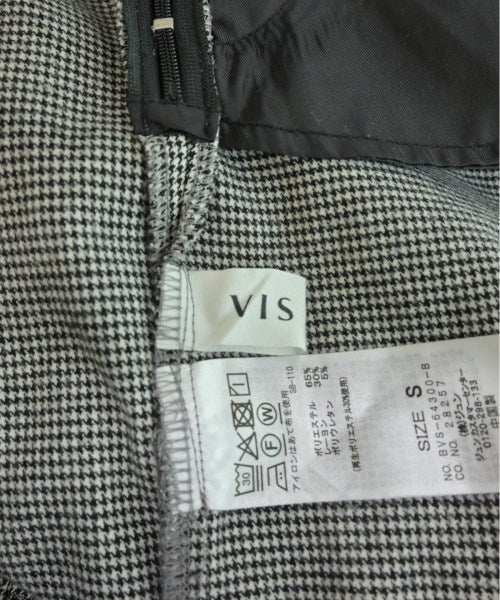 VIS
30
F
W
アイロンはあて布を使用
38-110
ポリエステル 65%
レーヨン 30%
ポリウレタン 5%
(再生ポリエステル30%使用)
SIZE S
NO. BVS164300-B
CO. NO. 28257
(株)ジュン
ジュンカスタマーセンター
0120-298-133
中国製